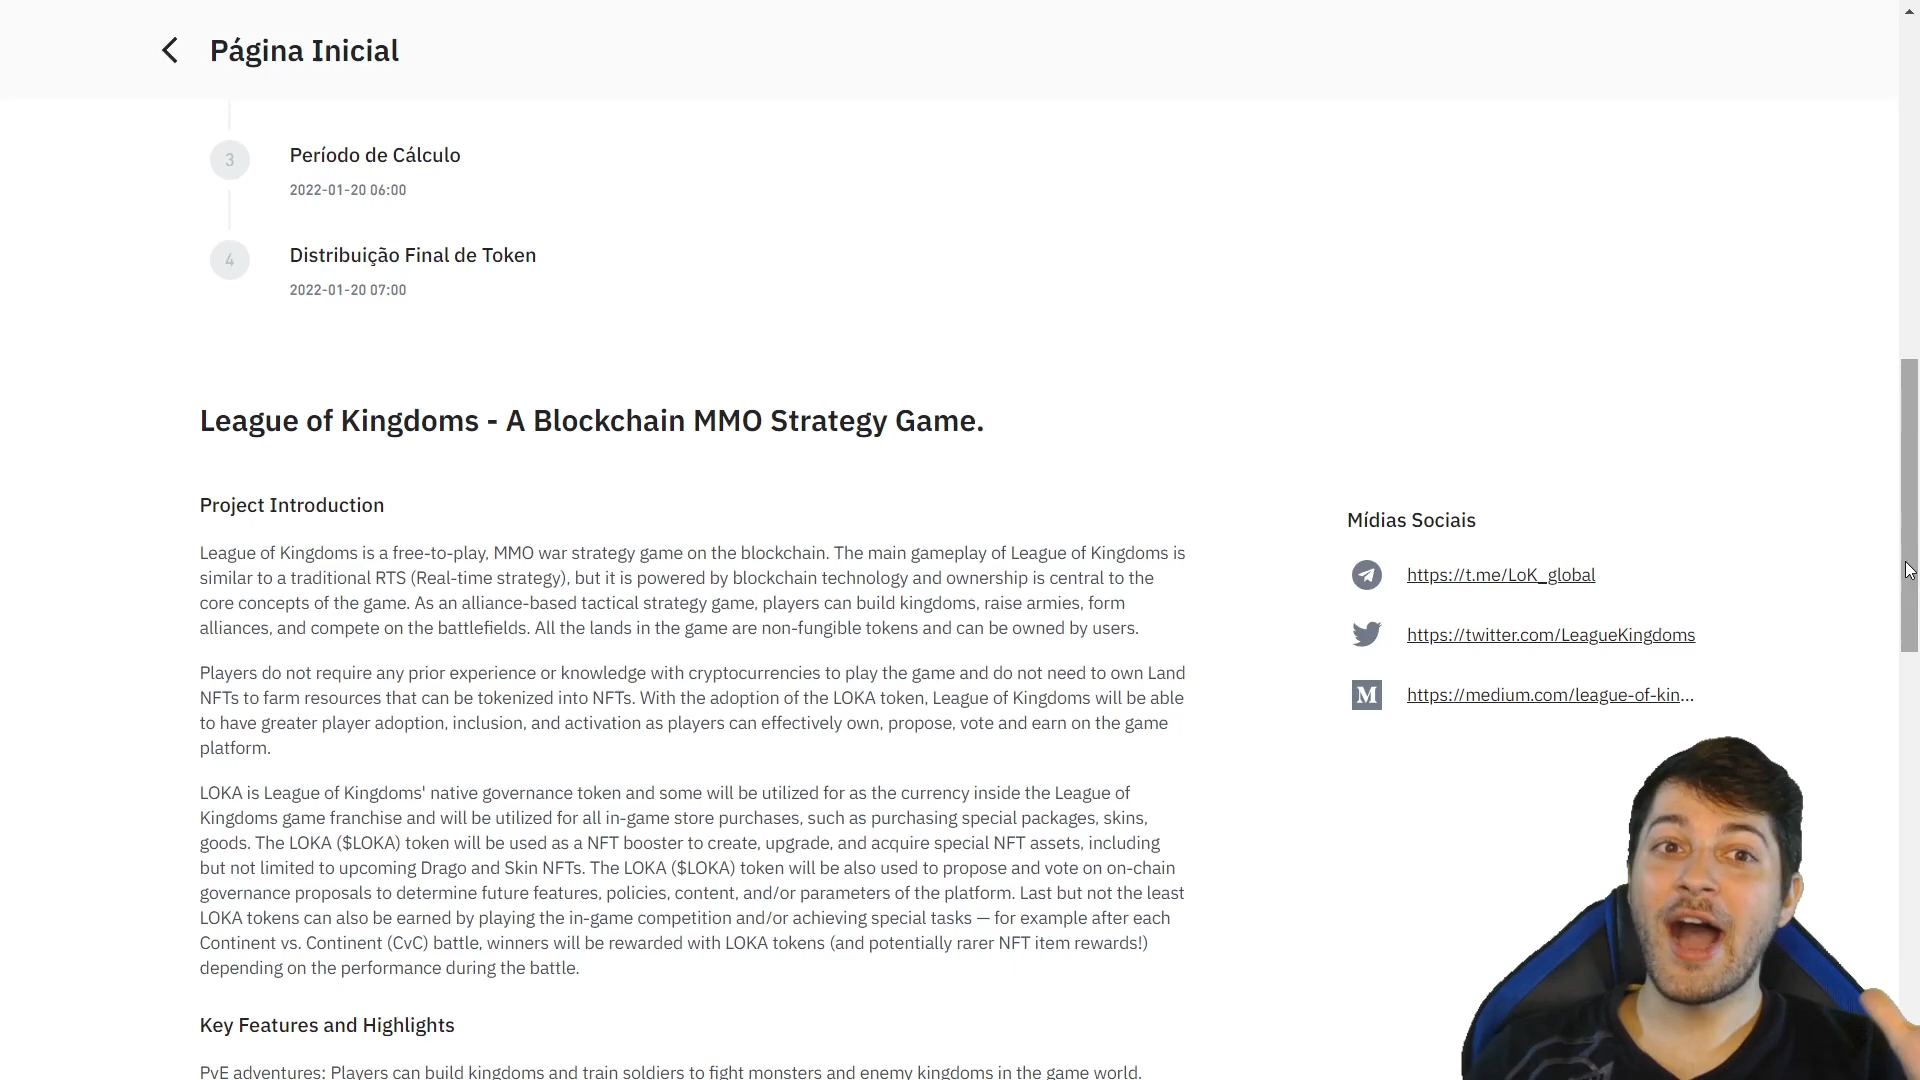 Página Inicial
3
Período de Cálculo
2022-01-20 06:00
4
Distribuição Final de Token
2022-01-20 07:00
League of Kingdoms - A Blockchain MMO Strategy Game.
Project Introduction
League of Kingdoms is a free-to-play, MMO war strategy game on the blockchain. The main gameplay of League of Kingdoms is
similar to a traditional RTS (Real-time strategy), but it is powered by blockchain technology and ownership is central to the
core concepts of the game. As an alliance-based tactical strategy game, players can build kingdoms, raise armies, form
alliances, and compete on the battlefields. All the lands in the game are non-fungible tokens and can be owned by users.
Players do not require any prior experience or knowledge with cryptocurrencies to play the game and do not need to own Land
NFTs to farm resources that can be tokenized into NFTs. With the adoption of the LOKA token, League of Kingdoms will be able
to have greater player adoption, inclusion, and activation as players can effectively own, propose, vote and earn on the game
platform.
LOKA is League of Kingdoms' native governance token and some will be utilized for as the currency inside the League of
Kingdoms game franchise and will be utilized for all in-game store purchases, such as purchasing special packages, skins,
goods. The LOKA ($LOKA) token will be used as a NFT booster to create, upgrade, and acquire special NFT assets, including
but not limited to upcoming Drago and Skin NFTs. The LOKA ($LOKA) token will be also used to propose and vote on on-chain
governance proposals to determine future features, policies, content, and/or parameters of the platform. Last but not the least
LOKA tokens can also be earned by playing the in-game competition and/or achieving special tasks — for example after each
Continent vs. Continent (CvC) battle, winners will be rewarded with LOKA tokens (and potentially rarer NFT item rewards!)
depending on the performance during the battle.
Key Features and Highlights
PvE adventures: Players can build kingdoms and train soldiers to fight monsters and enemy kingdoms in the game world.
Mídias Sociais
https://t.me/LoK_global
https://twitter.com/LeagueKingdoms
M https://medium.com/league-of-kin...